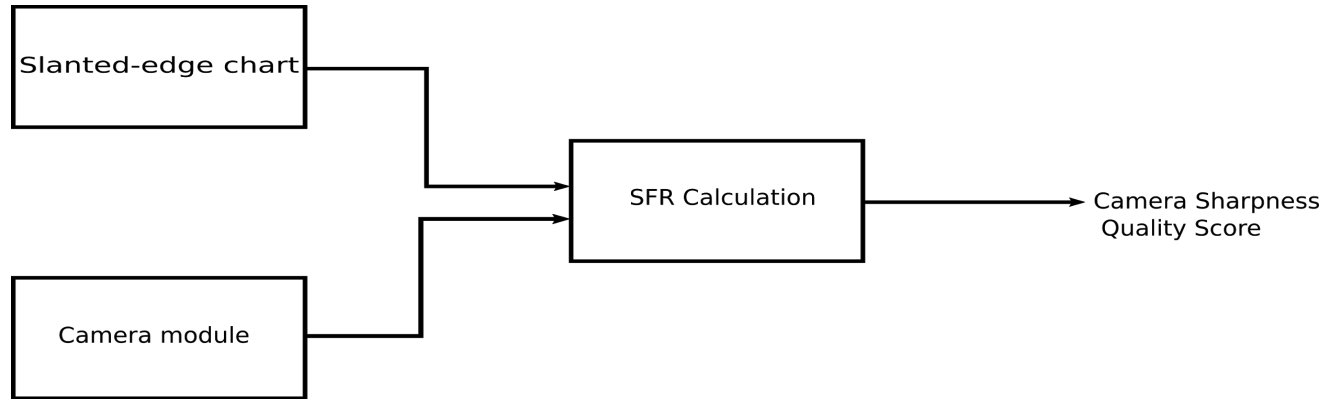 Slanted-edge chart
SFR Calculation
Camera Sharpness
Quality Score
Camera module